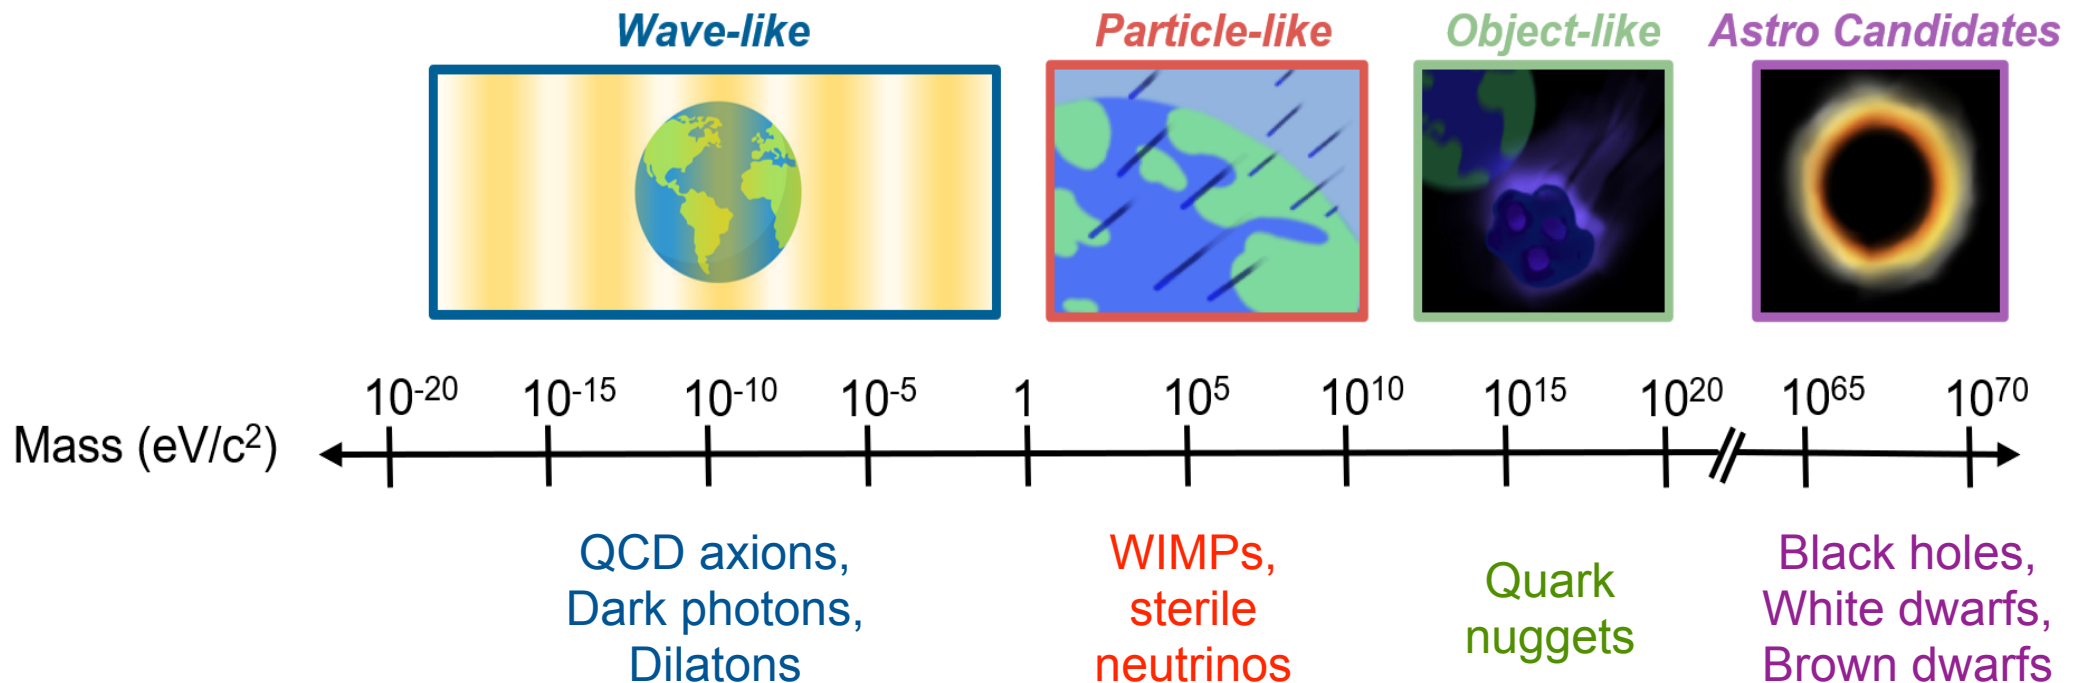 Wave-like Particle-like Object-like Astro Candidates
10⁻²⁰ 10⁻¹⁵ 10⁻¹⁰ 10⁻⁵ 1 10⁵ 10¹⁰ 10¹⁵ 10²⁰ 10⁶⁵ 10⁷⁰
Mass (eV/c²)
QCD axions,
Dark photons,
Dilatons
WIMPs,
sterile
neutrinos
Quark
nuggets
Black holes,
White dwarfs,
Brown dwarfs